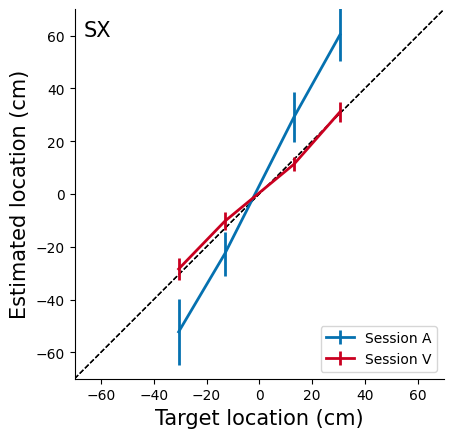 SX
Estimated location (cm)
60
40
20
0
−20
−40
−60
−60 −40 −20 0 20 40 60
Target location (cm)
Session A
Session V